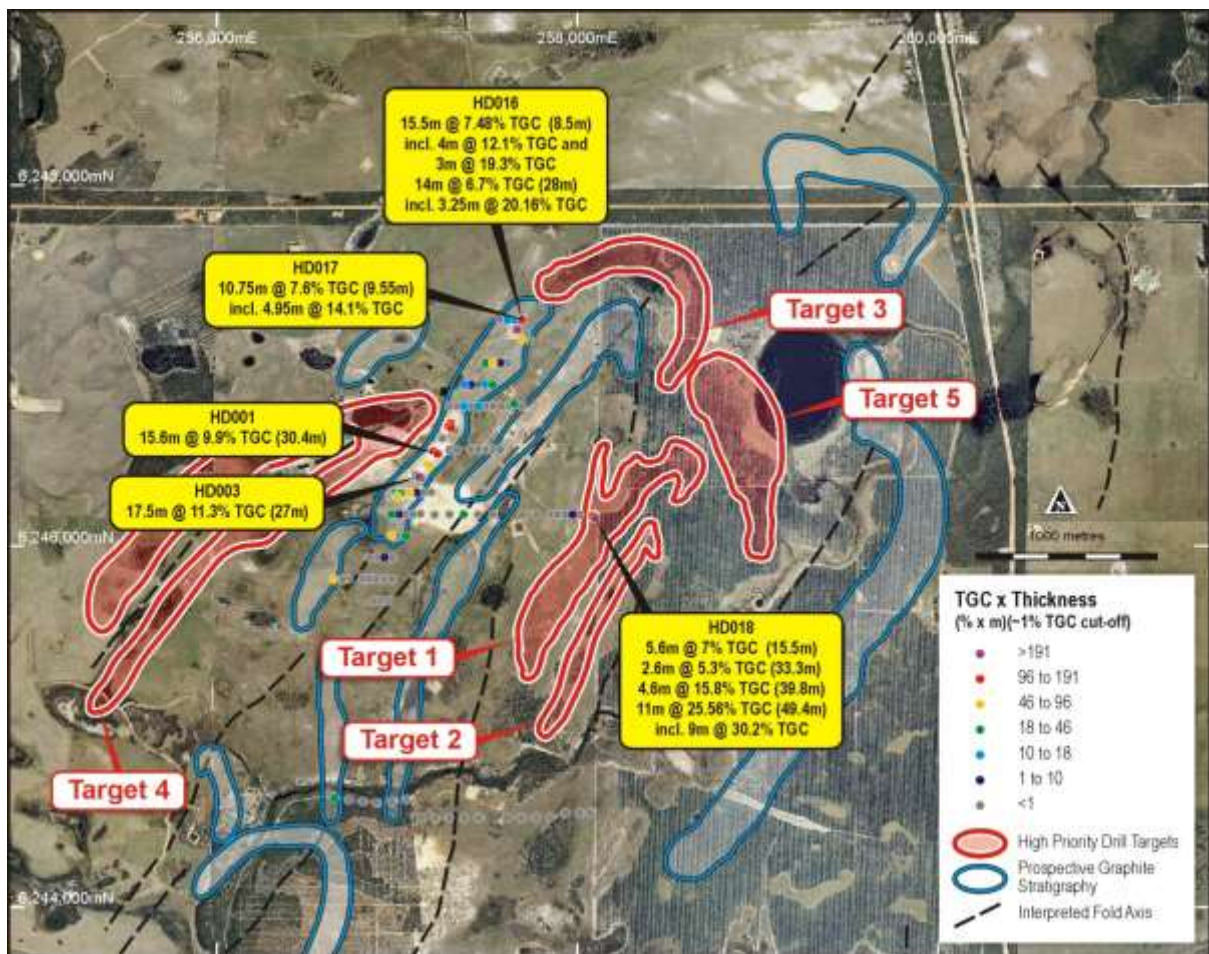 256,000mE
258,000mE
260,000mE
HD016
15.5m @ 7.48% TGC (8.5m)
incl. 4m @ 12.1% TGC and
3m @ 19.3% TGC
14m @ 6.7% TGC (28m)
incl. 3.25m @ 20.16% TGC
6,248,000mN
HD017
10.75m @ 7.6% TGC (9.55m)
incl. 4.95m @ 14.1% TGC
Target 3
Target 5
HD001
15.6m @ 9.9% TGC (30.4m)
HD003
17.5m @ 11.3% TGC (27m)
6,246,000mN
1000 metres
HD018
5.6m @ 7% TGC (15.5m)
2.6m @ 5.3% TGC (33.3m)
4.6m @ 15.8% TGC (39.8m)
11m @ 25.56% TGC (49.4m)
incl. 9m @ 30.2% TGC
Target 1
Target 2
Target 4
6,244,000mN
TGC x Thickness
(% x m)(~1% TGC cut-off)
>191
96 to 191
46 to 96
18 to 46
10 to 18
1 to 10
<1
High Priority Drill Targets
Prospective Graphite
Stratigraphy
Interpreted Fold Axis